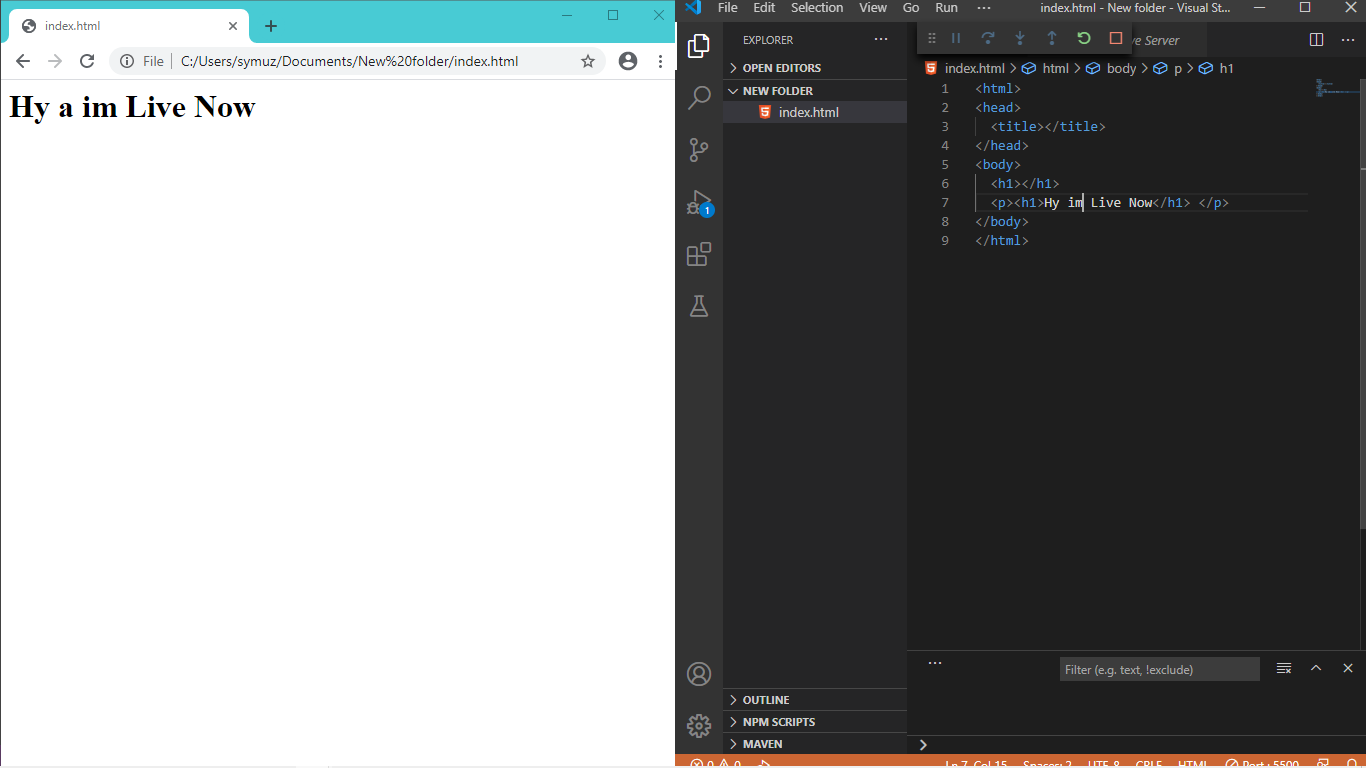 index.html
File
C:/Users/symuz/Documents/New%20folder/index.html
Hy a im Live Now
File Edit Selection View Go Run ···
index.html - New folder - Visual St...
EXPLORER
OPEN EDITORS
NEW FOLDER
index.html
OUTLINE
NPM SCRIPTS
MAVEN
1
ve Server
index.html > html > body > p > h1
1 <html>
2 <head>
3 <title></title>
4 </head>
5 <body>
6 <h1></h1>
7 <p><h1>Hy im Live Now</h1> </p>
8 </body>
9 </html>
Filter (e.g. text, !exclude)
0 0 Ln 7, Col 15 Spaces: 2 UTF-8 CRLF HTML Port : 5500